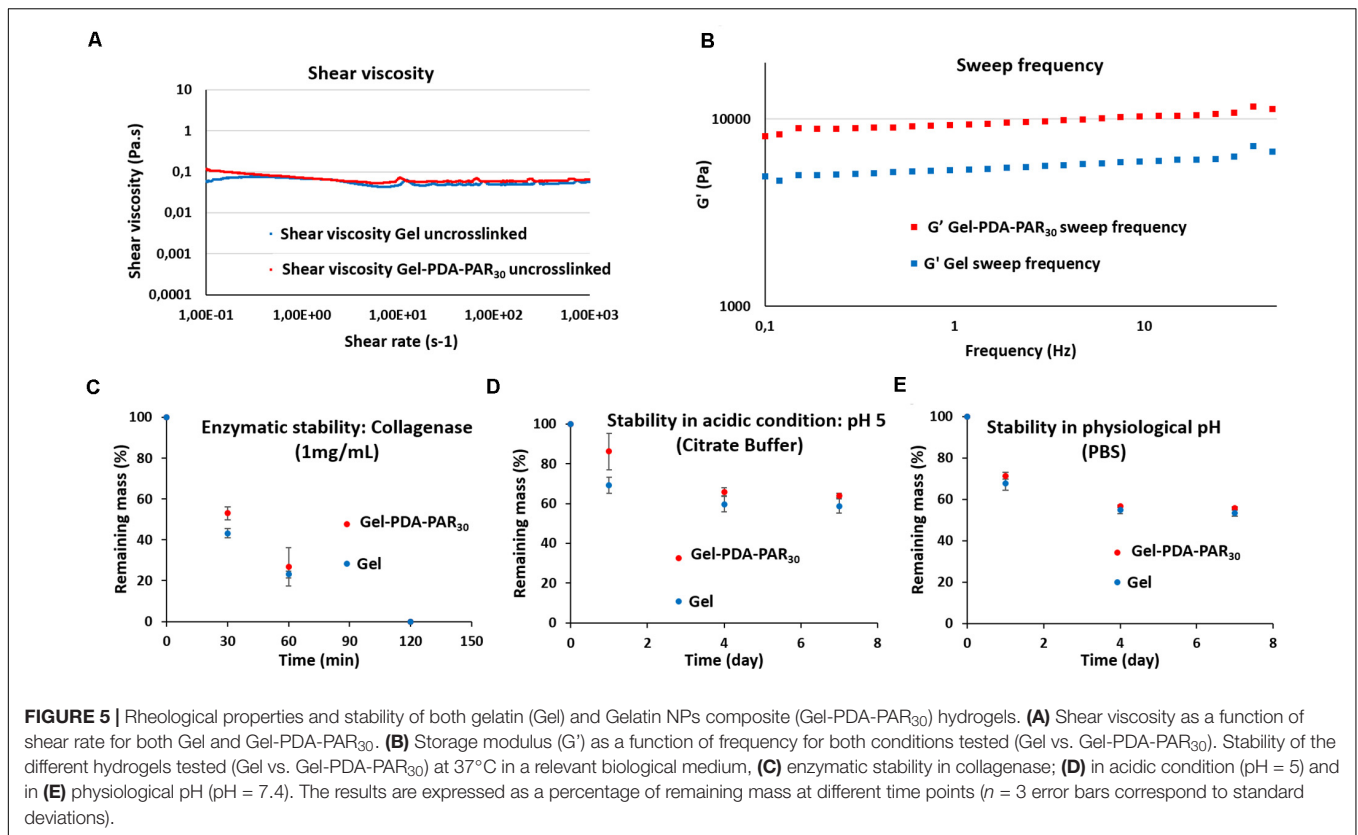 A
Shear viscosity
10
1
0,1
0,01
0,001
0,0001
Shear viscosity (Pa.s)
Shear viscosity Gel uncrosslinked
Shear viscosity Gel-PDA-PAR30 uncrosslinked
1,00E-01 1,00E+00 1,00E+01 1,00E+02 1,00E+03
Shear rate (s-1)
B
Sweep frequency
10000
1000
G' (Pa)
G’ Gel-PDA-PAR30 sweep frequency
G' Gel sweep frequency
0,1 1 10
Frequency (Hz)
C
Enzymatic stability: Collagenase
(1mg/mL)
100
80
60
40
20
0
Remaining mass (%)
Gel-PDA-PAR30
Gel
0 30 60 90 120 150
Time (min)
D
Stability in acidic condition: pH 5
(Citrate Buffer)
100
80
60
40
20
0
Remaining mass (%)
Gel-PDA-PAR30
Gel
0 2 4 6 8
Time (day)
E
Stability in physiological pH
(PBS)
100
80
60
40
20
0
Remaining mass (%)
Gel-PDA-PAR30
Gel
0 2 4 6 8
Time (day)
FIGURE 5 | Rheological properties and stability of both gelatin (Gel) and Gelatin NPs composite (Gel-PDA-PAR30) hydrogels. (A) Shear viscosity as a function of
shear rate for both Gel and Gel-PDA-PAR30. (B) Storage modulus (G’) as a function of frequency for both conditions tested (Gel vs. Gel-PDA-PAR30). Stability of the
different hydrogels tested (Gel vs. Gel-PDA-PAR30) at 37°C in a relevant biological medium, (C) enzymatic stability in collagenase; (D) in acidic condition (pH = 5) and
in (E) physiological pH (pH = 7.4). The results are expressed as a percentage of remaining mass at different time points (n = 3 error bars correspond to standard
deviations).